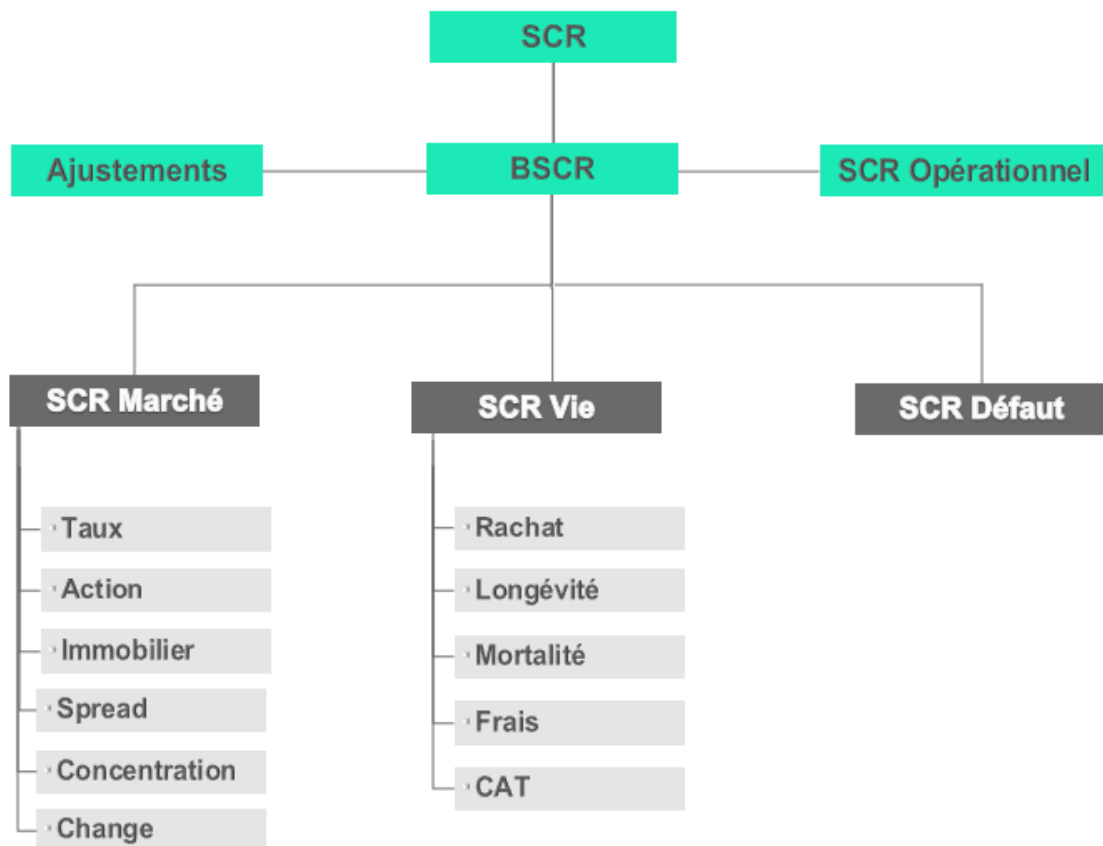 SCR
Ajustements
BSCR
SCR Opérationnel
SCR Marché
SCR Vie
SCR Défaut
Taux
Action
Immobilier
Spread
Concentration
Change
Rachat
Longévité
Mortalité
Frais
CAT